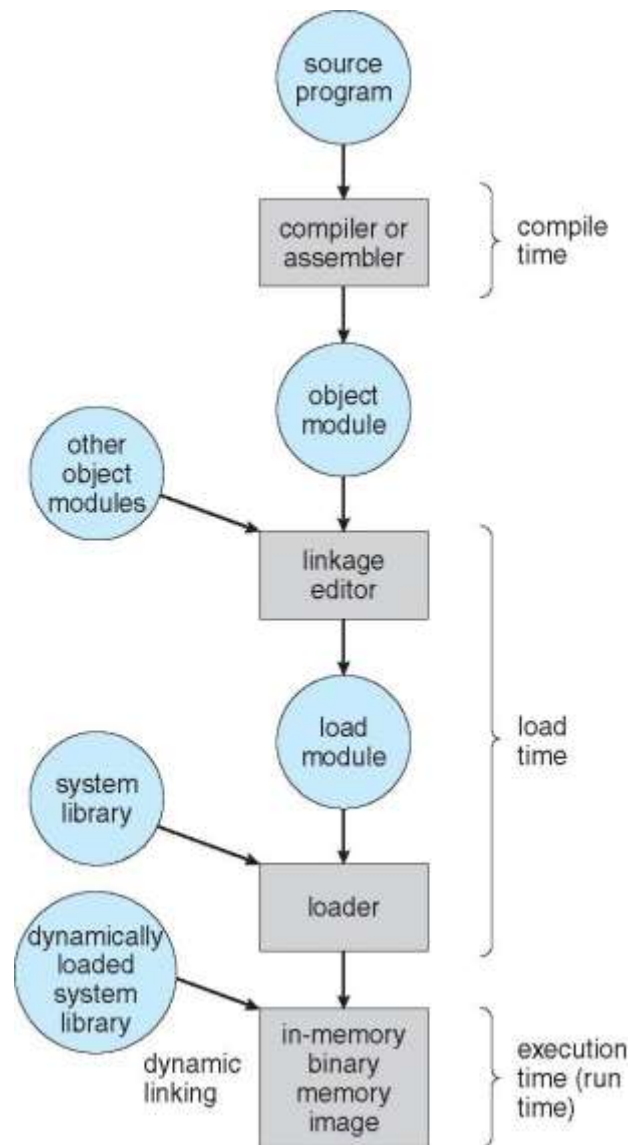 source
program
compiler or
assembler
compile
time
object
module
other
object
modules
linkage
editor
load
module
load
time
system
library
loader
dynamically
loaded
system
library
dynamic
linking
in-memory
binary
memory
image
execution
time (run
time)